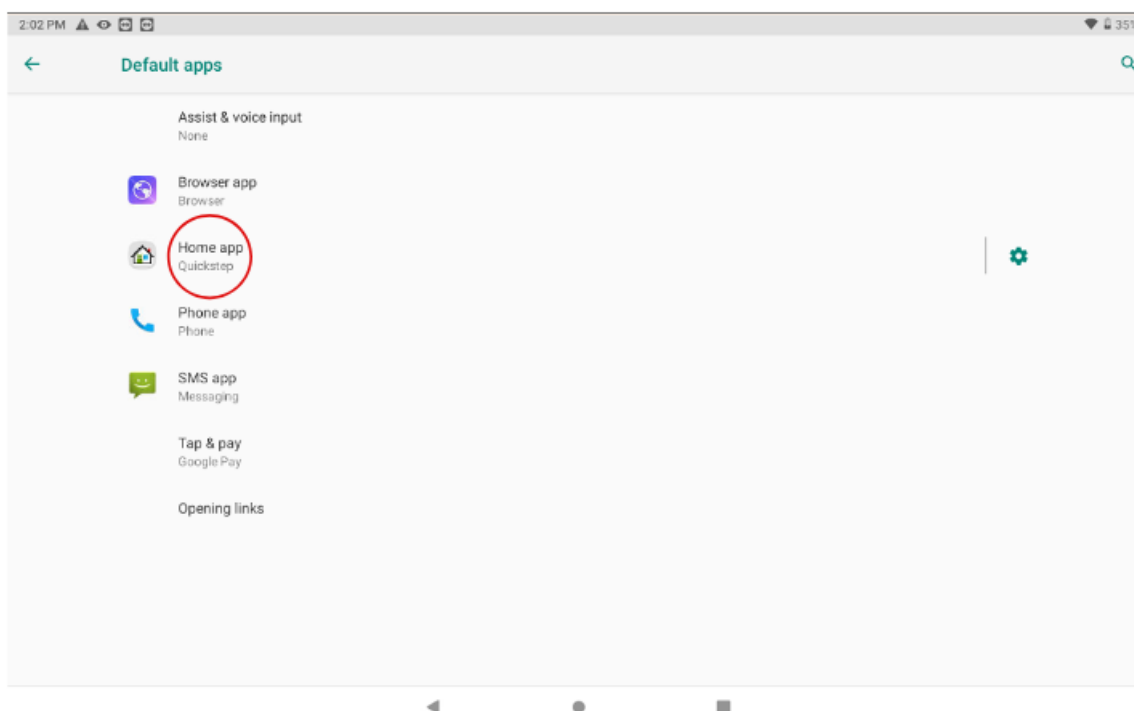 2:02 PM
35%
Default apps
Assist & voice input
None
Browser app
Browser
Home app
Quickstep
Phone app
Phone
SMS app
Messaging
Tap & pay
Google Pay
Opening links